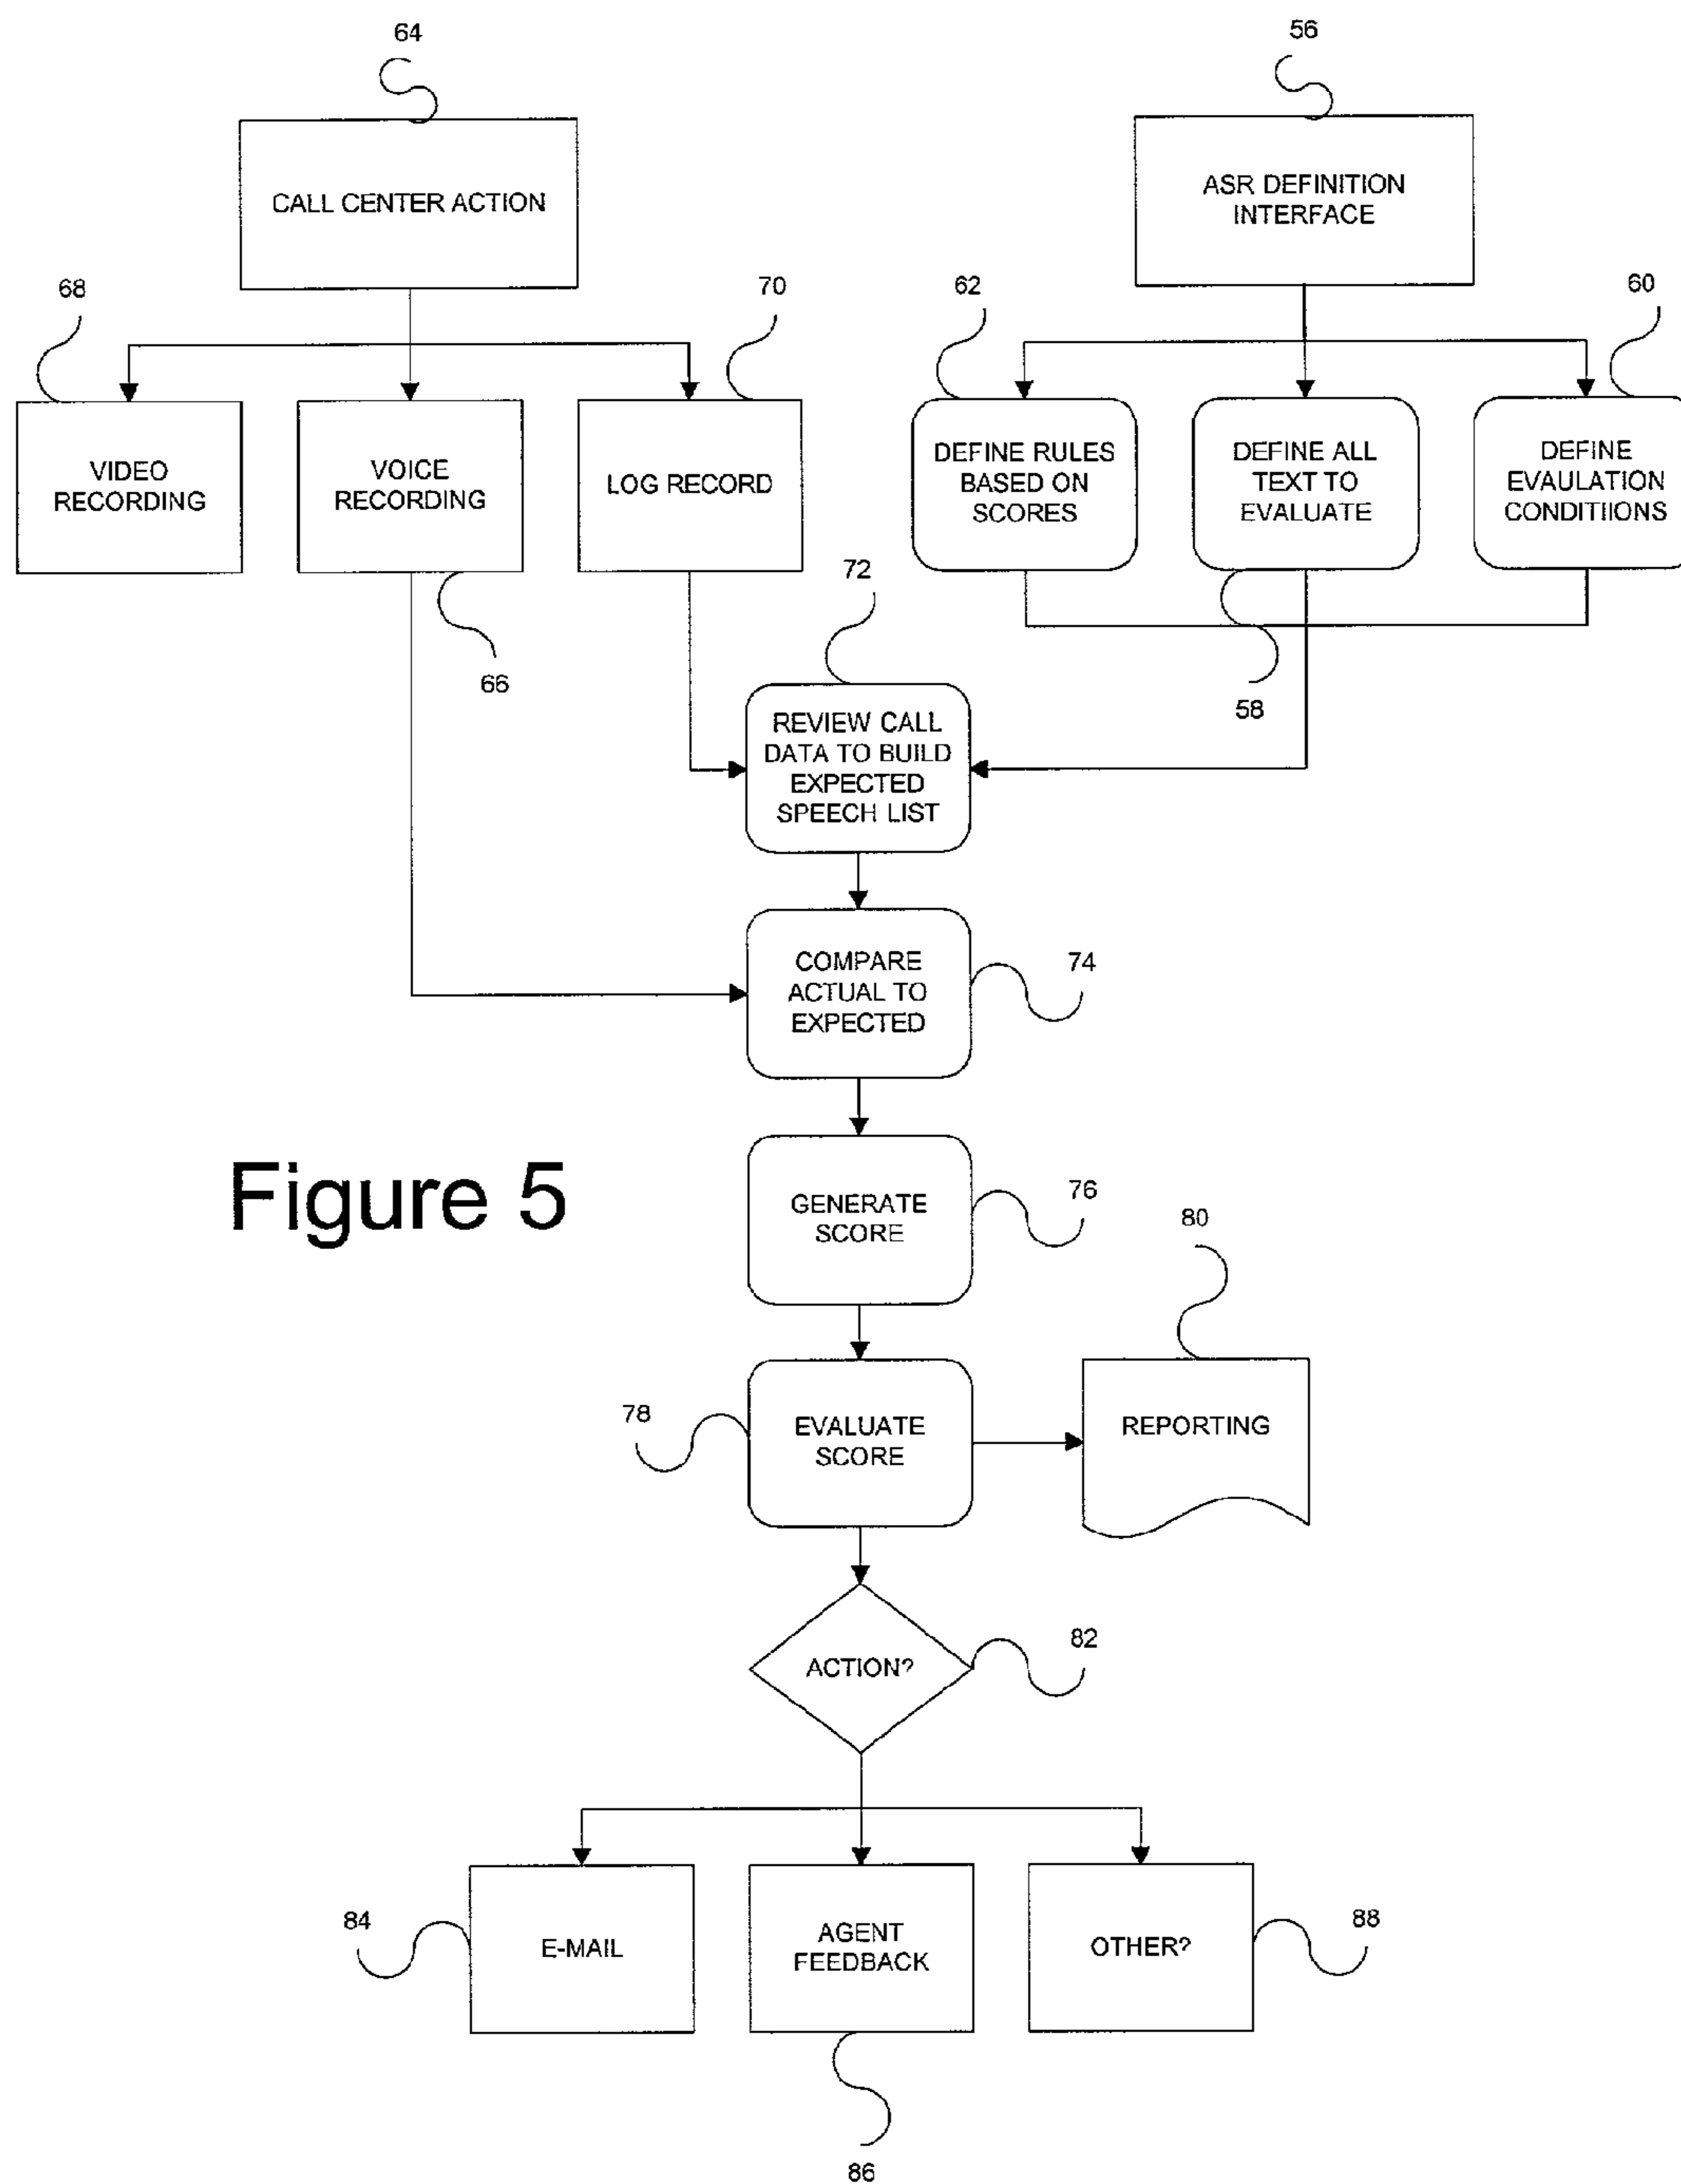 64
56
CALL CENTER ACTION
ASR DEFINITION
INTERFACE
68
70
62
60
VIDEO
RECORDING
VOICE
RECORDING
LOG RECORD
DEFINE RULES
BASED ON
SCORES
DEFINE ALL
TEXT TO
EVALUATE
DEFINE
EVAULATION
CONDITIIONS
72
66
58
REVIEW CALL
DATA TO BUILD
EXPECTED
SPEECH LIST
COMPARE
ACTUAL TO
EXPECTED
74
Figure 5
GENERATE
SCORE
76
80
78
EVALUATE
SCORE
REPORTING
ACTION?
82
84
E-MAIL
AGENT
FEEDBACK
OTHER?
88
86